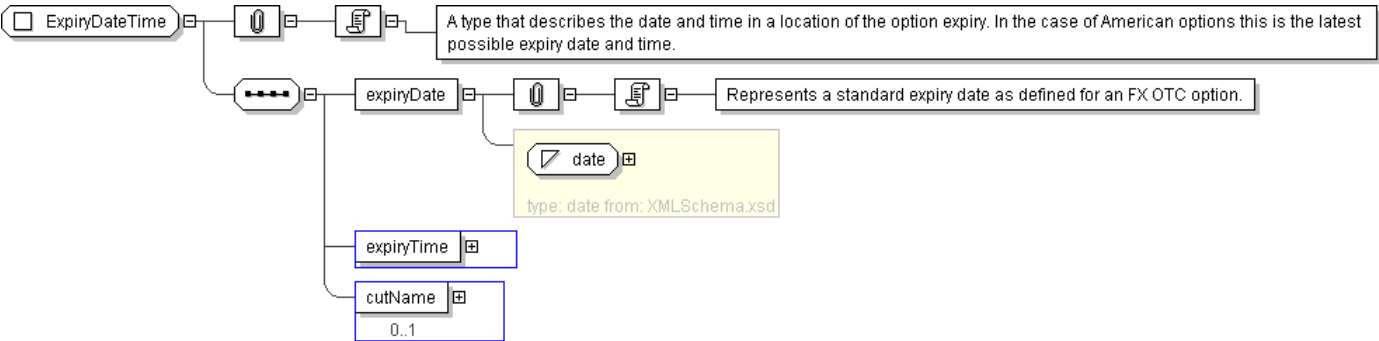 ExpiryDateTime
A type that describes the date and time in a location of the option expiry. In the case of American options this is the latest
possible expiry date and time.
expiryDate
Represents a standard expiry date as defined for an FX OTC option.
date
type: date from: XMLSchema.xsd
expiryTime
cutName
0..1